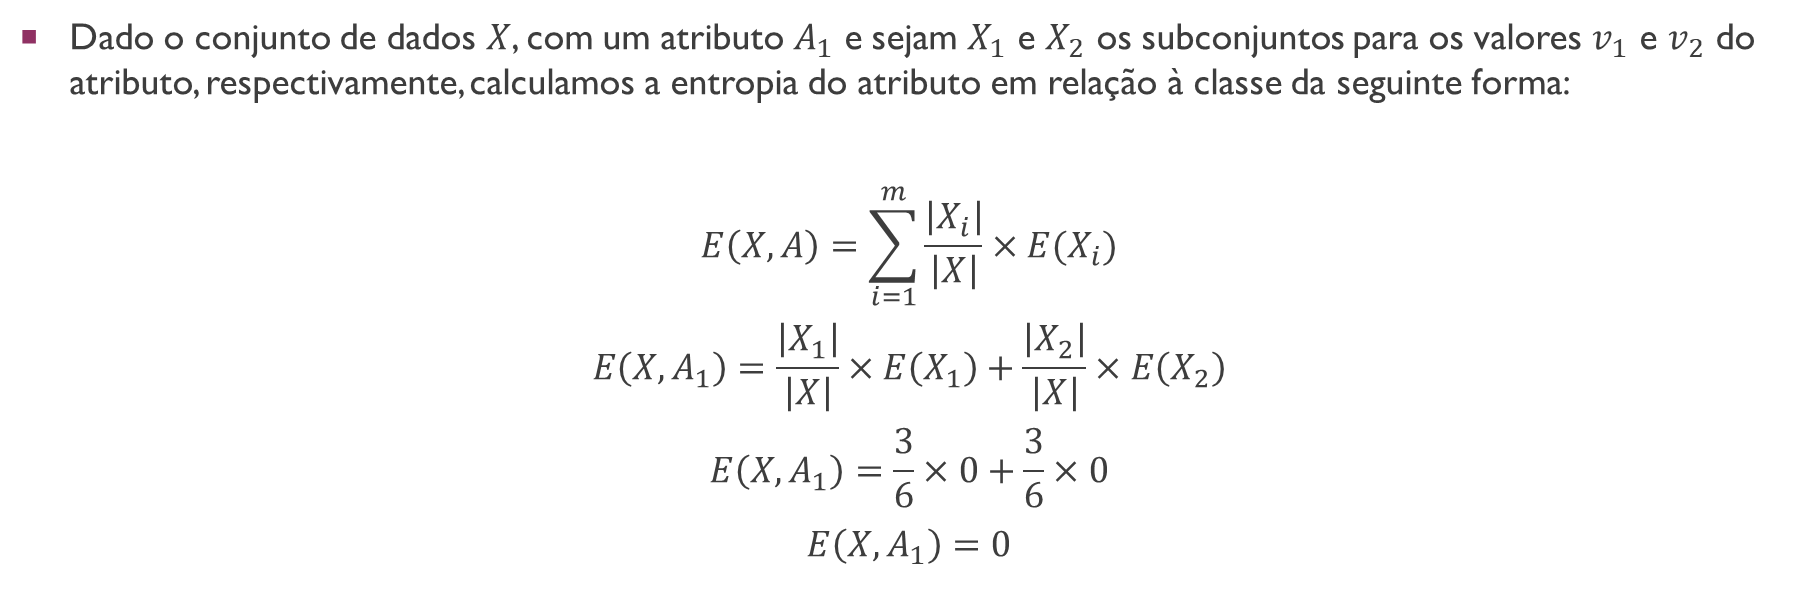 ▪ Dado o conjunto de dados X, com um atributo A₁ e sejam X₁ e X₂ os subconjuntos para os valores v₁ e v₂ do
atributo, respectivamente, calculamos a entropia do atributo em relação à classe da seguinte forma:
E(X, A) = ∑_{i=1}^{m} |Xᵢ|/|X| × E(Xᵢ)
E(X, A₁) = |X₁|/|X| × E(X₁) + |X₂|/|X| × E(X₂)
E(X, A₁) = 3/6 × 0 + 3/6 × 0
E(X, A₁) = 0